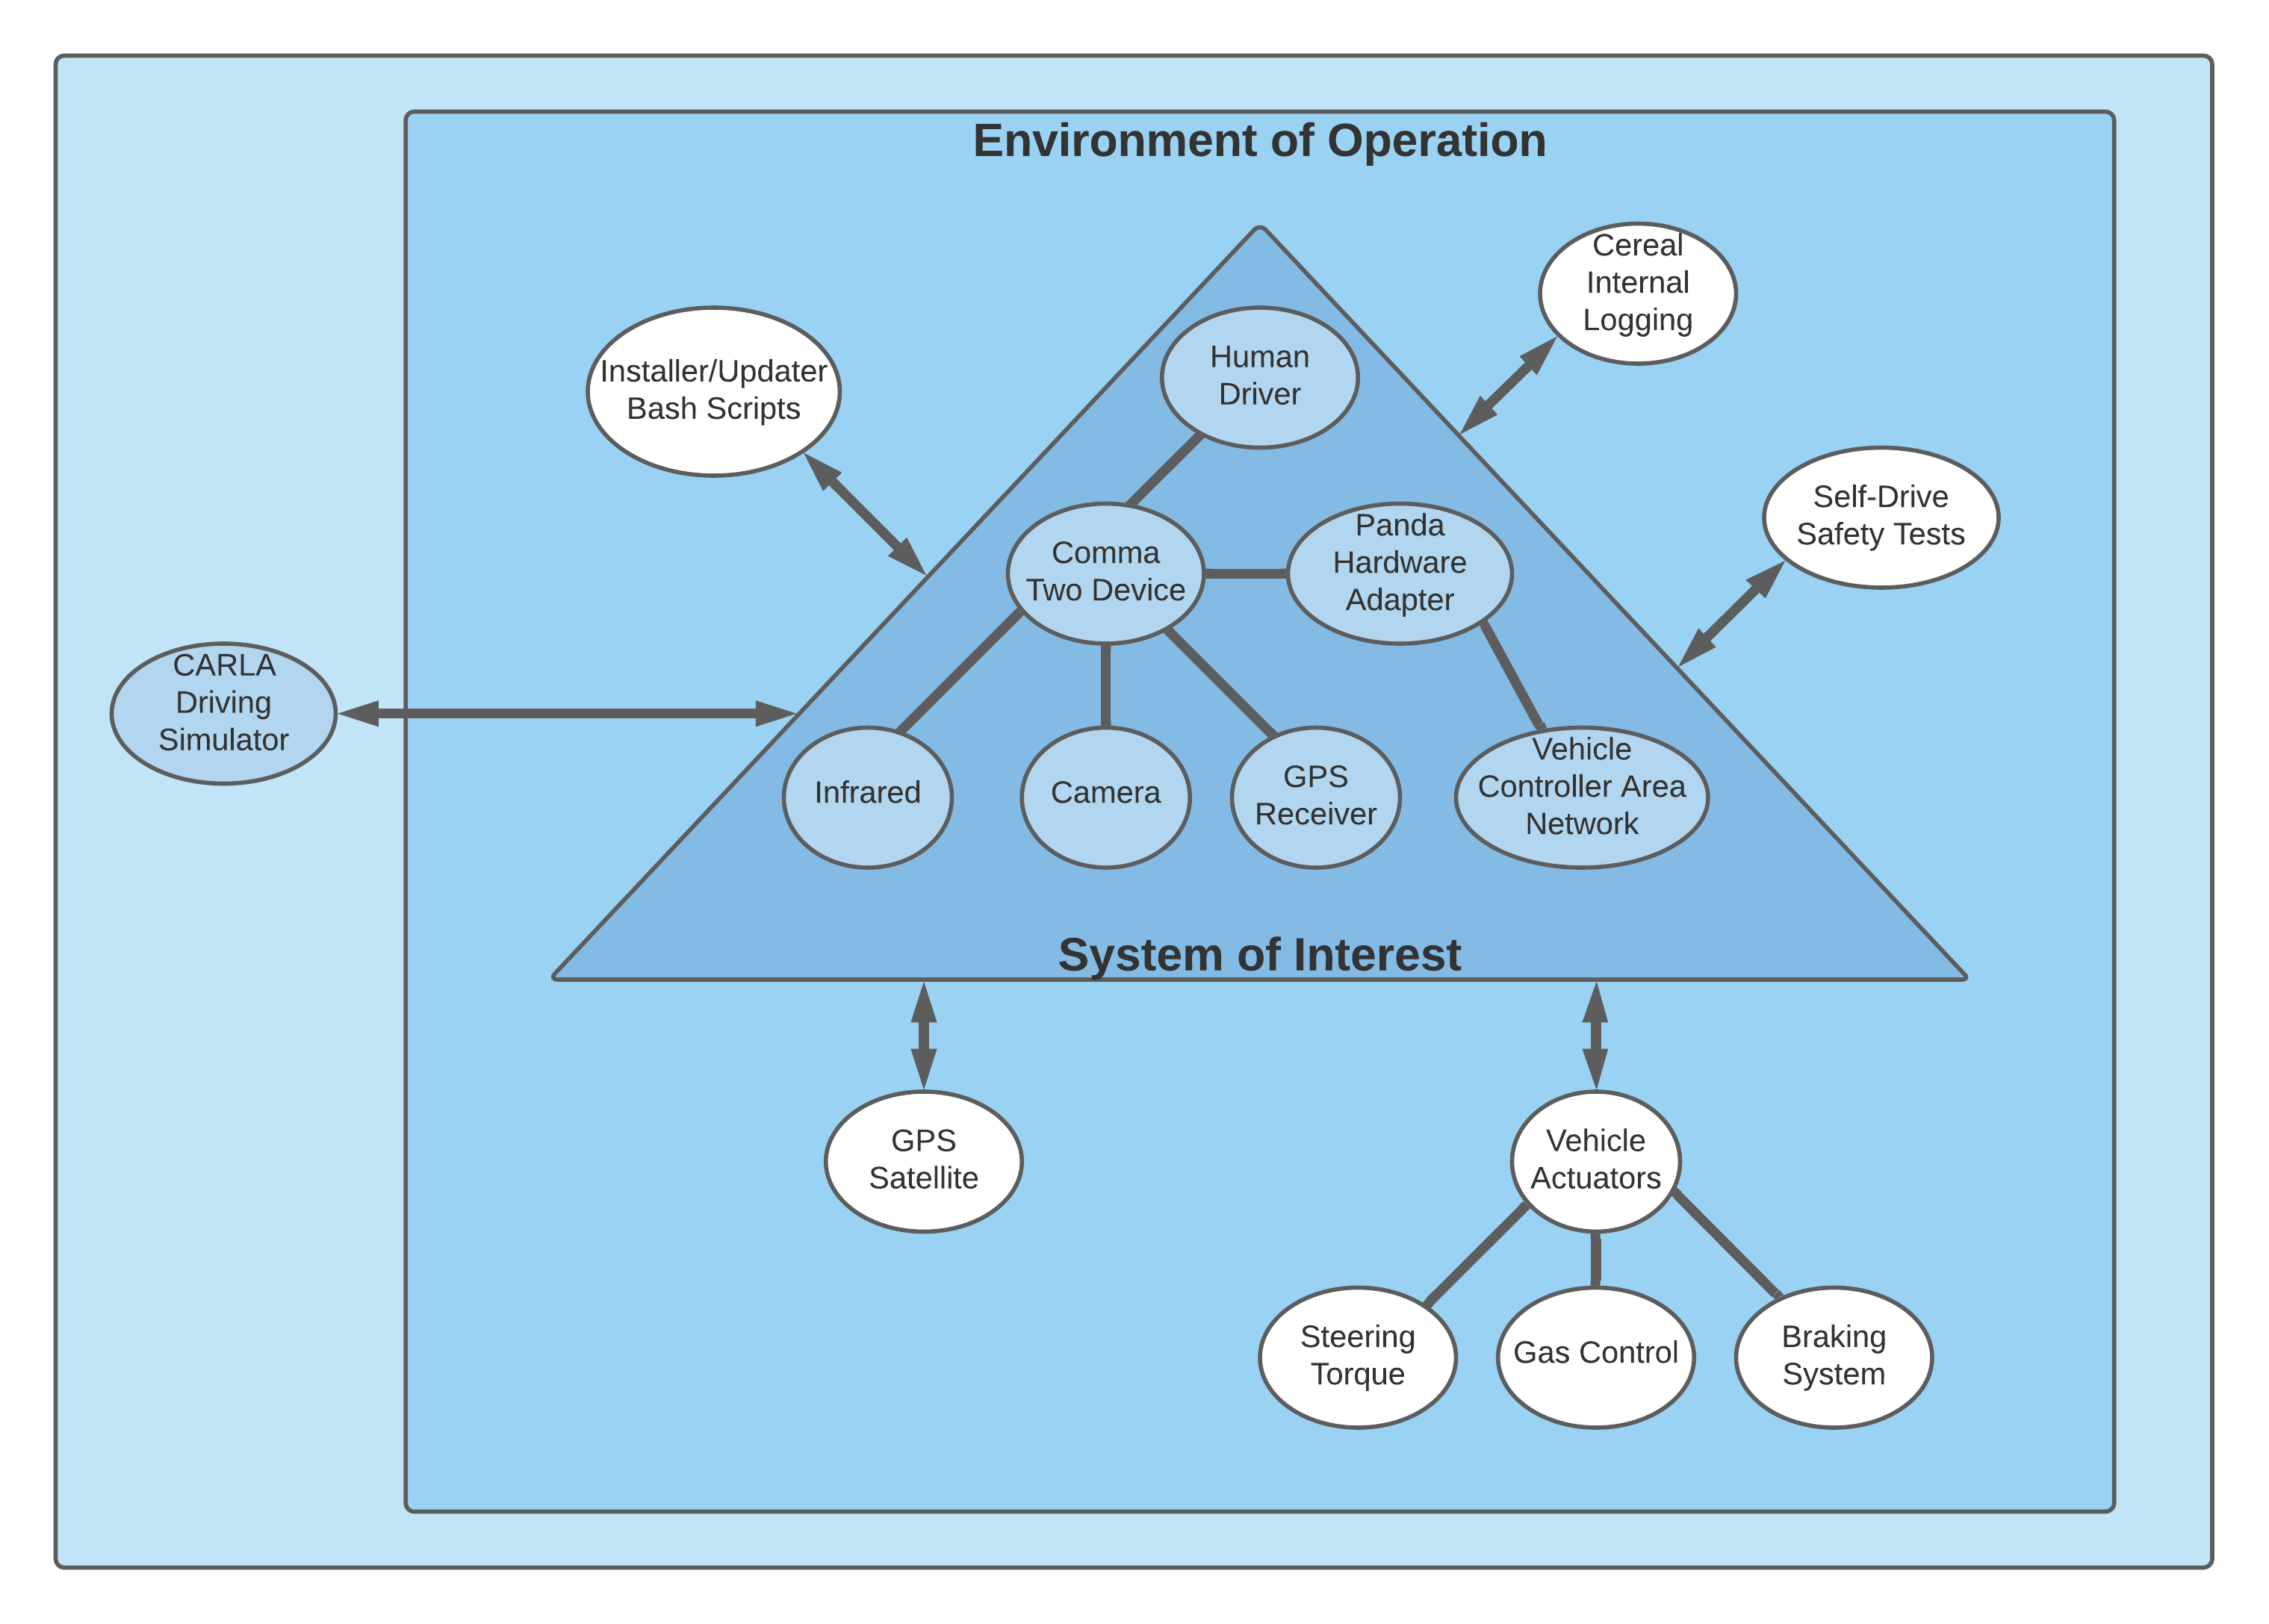 Environment of Operation
Cereal
Internal
Logging
Installer/Updater
Bash Scripts
Human
Driver
Self-Drive
Safety Tests
Comma
Two Device
Panda
Hardware
Adapter
CARLA
Driving
Simulator
Infrared
Camera
GPS
Receiver
Vehicle
Controller Area
Network
System of Interest
GPS
Satellite
Vehicle
Actuators
Steering
Torque
Gas Control
Braking
System